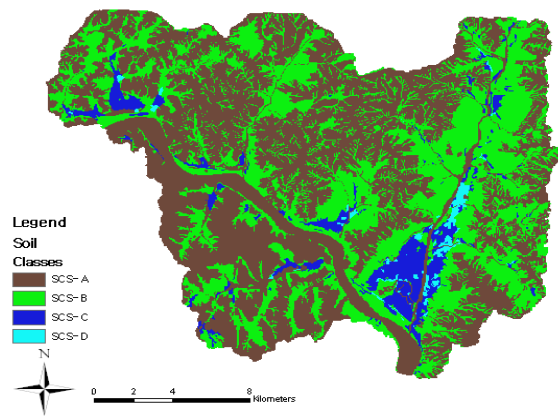 Legend
Soil
Classes
SCS-A
SCS-B
SCS-C
SCS-D
N
0 2 4 8
Kilometers